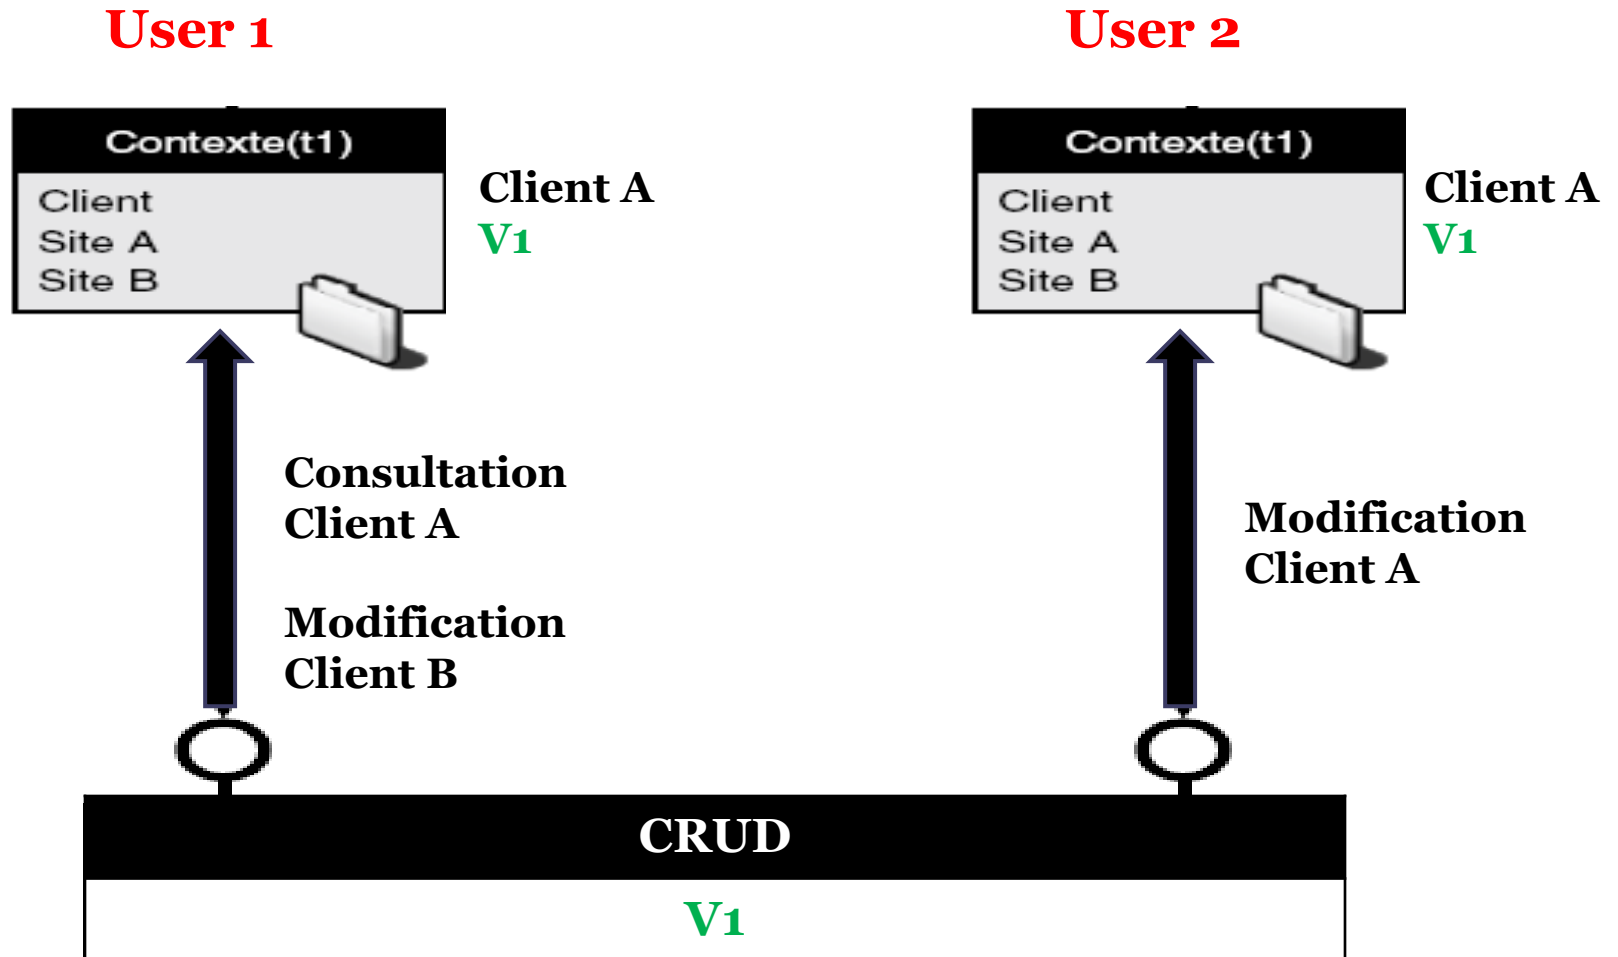 User 1
User 2
Contexte(t1)
Client
Site A
Site B
Client A
V1
Contexte(t1)
Client
Site A
Site B
Client A
V1
Consultation
Client A
Modification
Client B
Modification
Client A
CRUD
V1